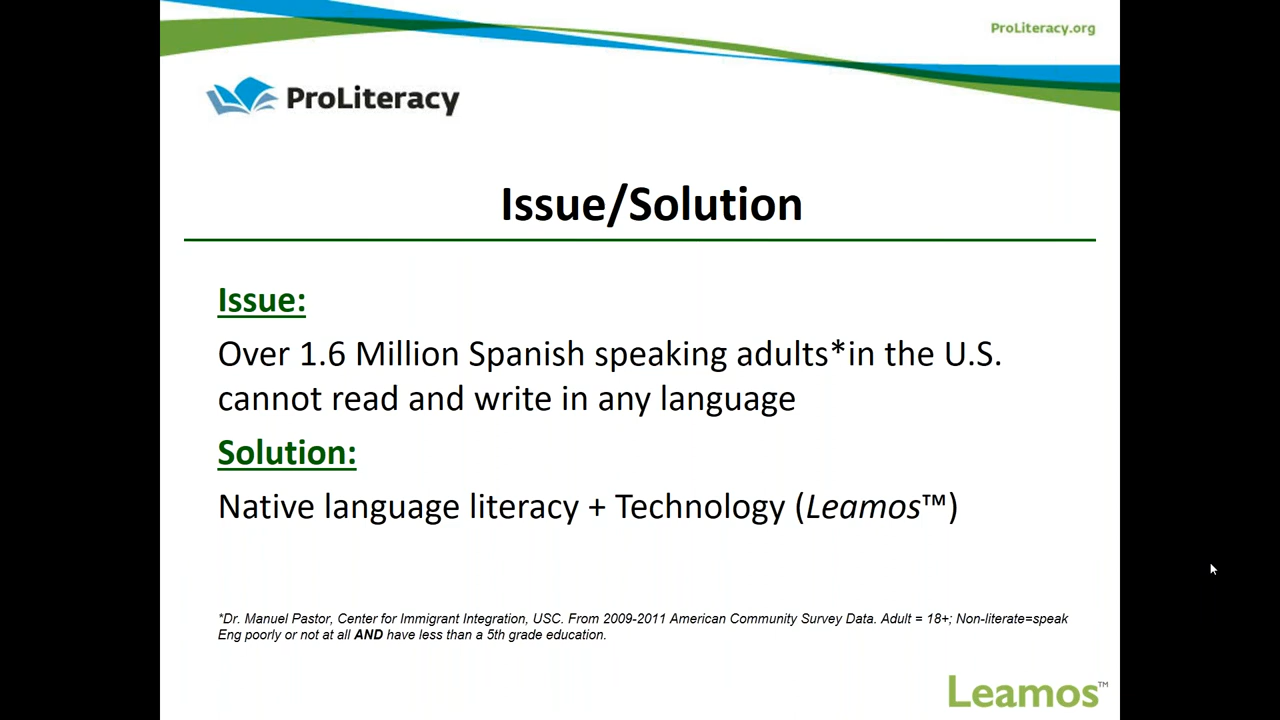 ProLiteracy.org
ProLiteracy
Issue/Solution
Issue:
Over 1.6 Million Spanish speaking adults*in the U.S.
cannot read and write in any language
Solution:
Native language literacy + Technology (Leamos™)
*Dr. Manuel Pastor, Center for Immigrant Integration, USC. From 2009-2011 American Community Survey Data. Adult = 18+; Non-literate=speak
Eng poorly or not at all AND have less than a 5th grade education.
Leamos™